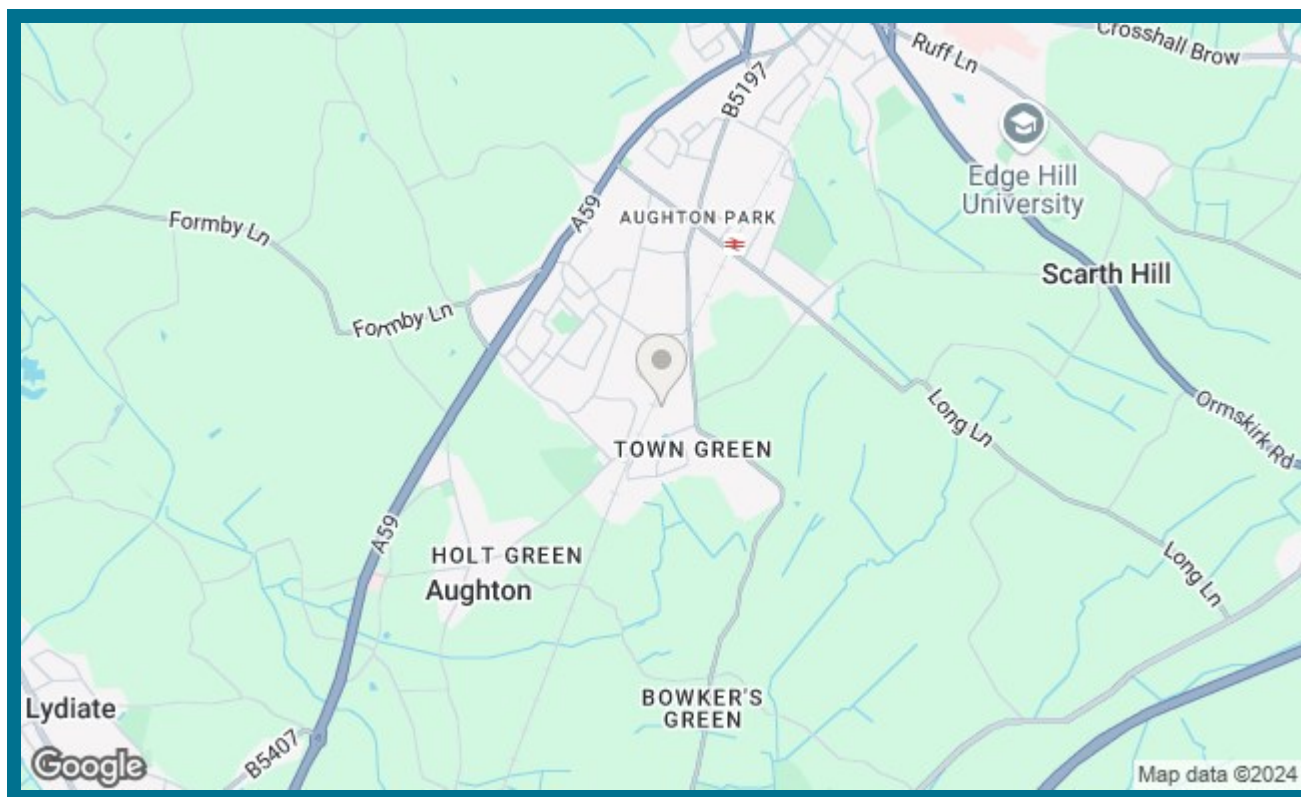 Crosshall Brow
Ruff Ln
B5197
Edge Hill
University
Formby Ln
A59
AUGHTON PARK
Scarth Hill
Formby Ln
Long Ln
Ormskirk Rd
TOWN GREEN
A59
HOLT GREEN
Aughton
Long Ln
BOWKER'S
GREEN
Lydiate
B5407
Google
Map data ©2024